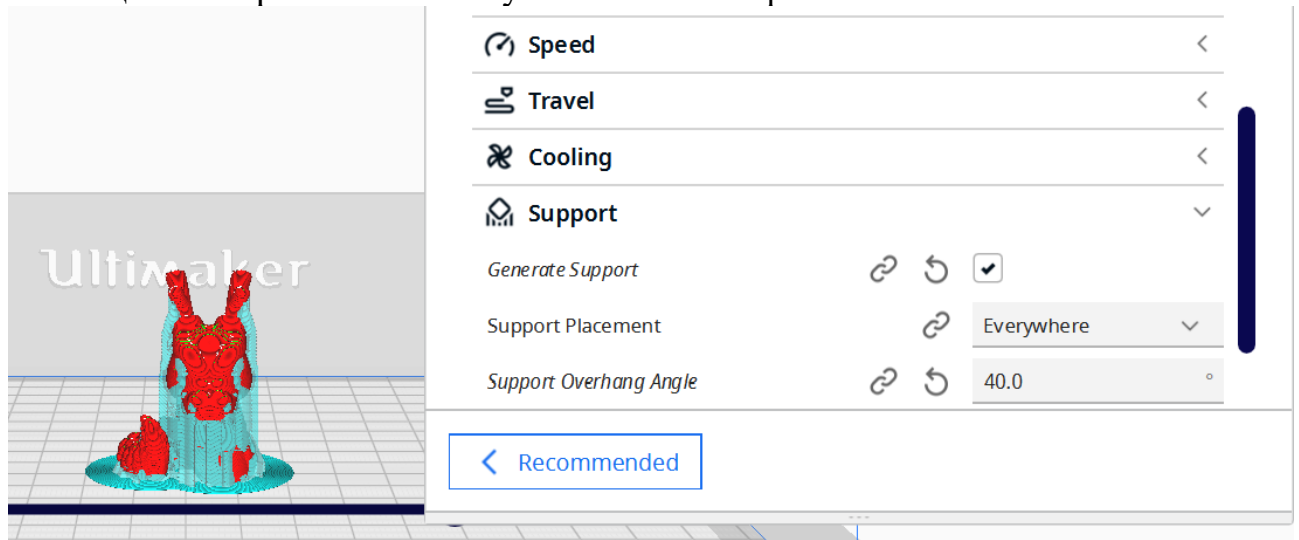 Speed
Travel
Cooling
Support
Ultimaker
Generate Support
Support Placement
Everywhere
Support Overhang Angle
40.0 °
Recommended